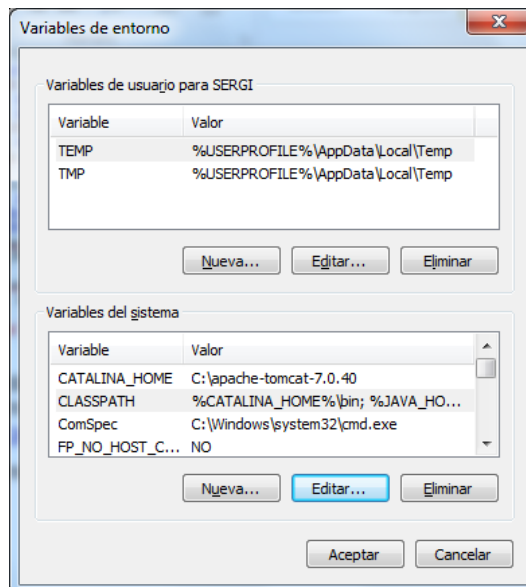 Variables de entorno
Variables de usuario para SERGI
Variable Valor
TEMP %USERPROFILE%\AppData\Local\Temp
TMP %USERPROFILE%\AppData\Local\Temp
Nueva... Editar... Eliminar
Variables del sistema
Variable Valor
CATALINA_HOME C:\apache-tomcat-7.0.40
CLASSPATH %CATALINA_HOME%\bin; %JAVA_HO...
ComSpec C:\Windows\system32\cmd.exe
FP_NO_HOST_C... NO
Nueva... Editar... Eliminar
Aceptar Cancelar